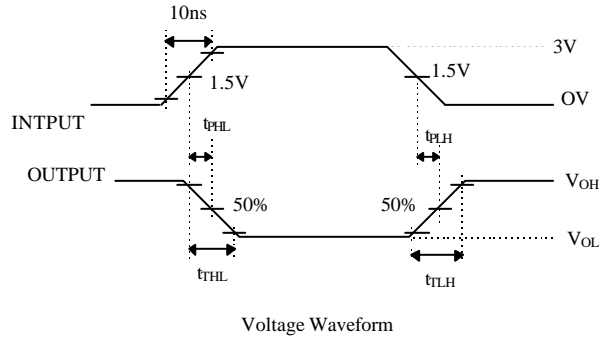 10ns
3V
1.5V
1.5V
OV
INTPUT
tPHL
tPLH
OUTPUT
VOH
50%
50%
VOL
tTHL
tTLH
Voltage Waveform